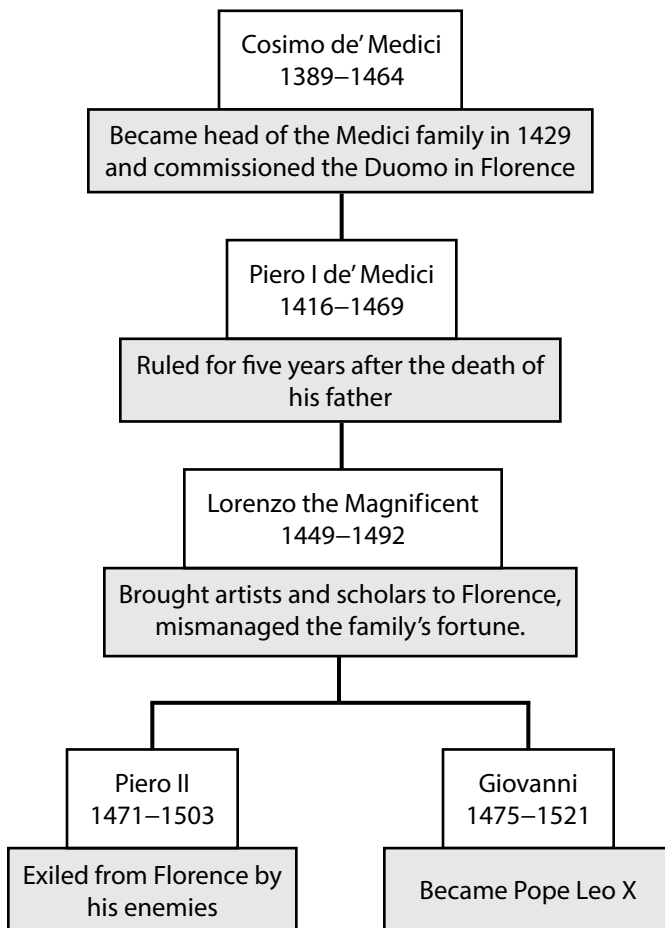 Cosimo de’ Medici
1389–1464
Became head of the Medici family in 1429
and commissioned the Duomo in Florence
Piero I de’ Medici
1416–1469
Ruled for five years after the death of
his father
Lorenzo the Magnificent
1449–1492
Brought artists and scholars to Florence,
mismanaged the family’s fortune.
Piero II
1471–1503
Exiled from Florence by
his enemies
Giovanni
1475–1521
Became Pope Leo X